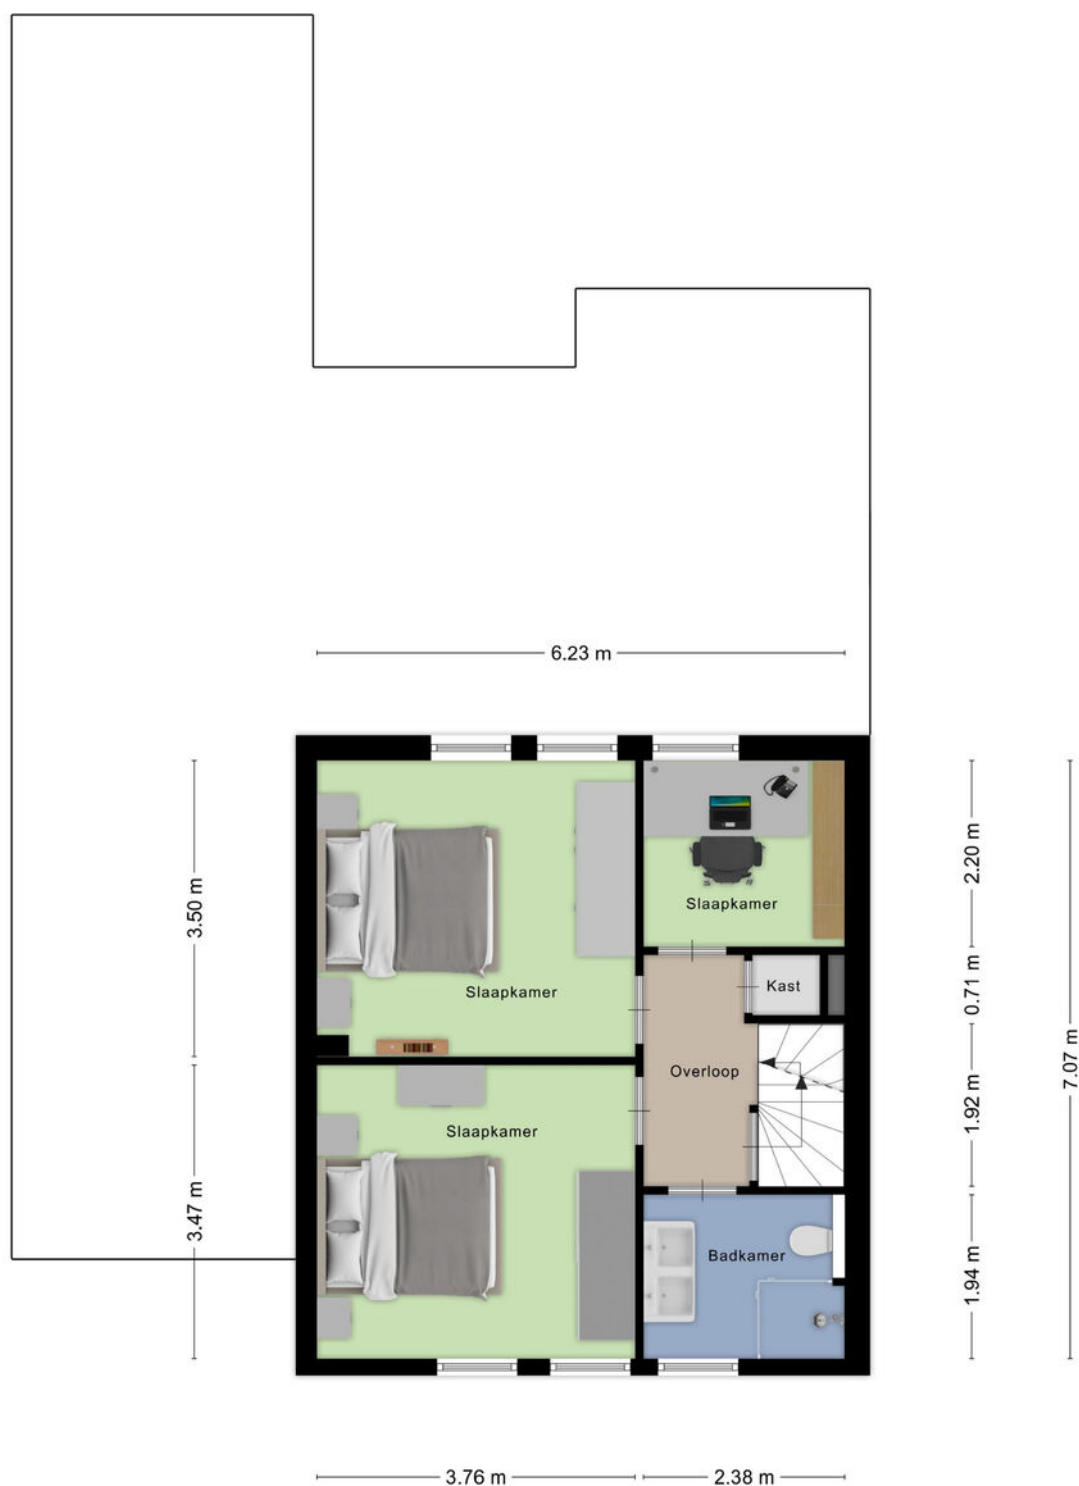 6.23 m
3.50 m
3.47 m
2.20 m
0.71 m
1.92 m
1.94 m
7.07 m
Slaapkamer
Slaapkamer
Kast
Overloop
Slaapkamer
Badkamer
3.76 m
2.38 m